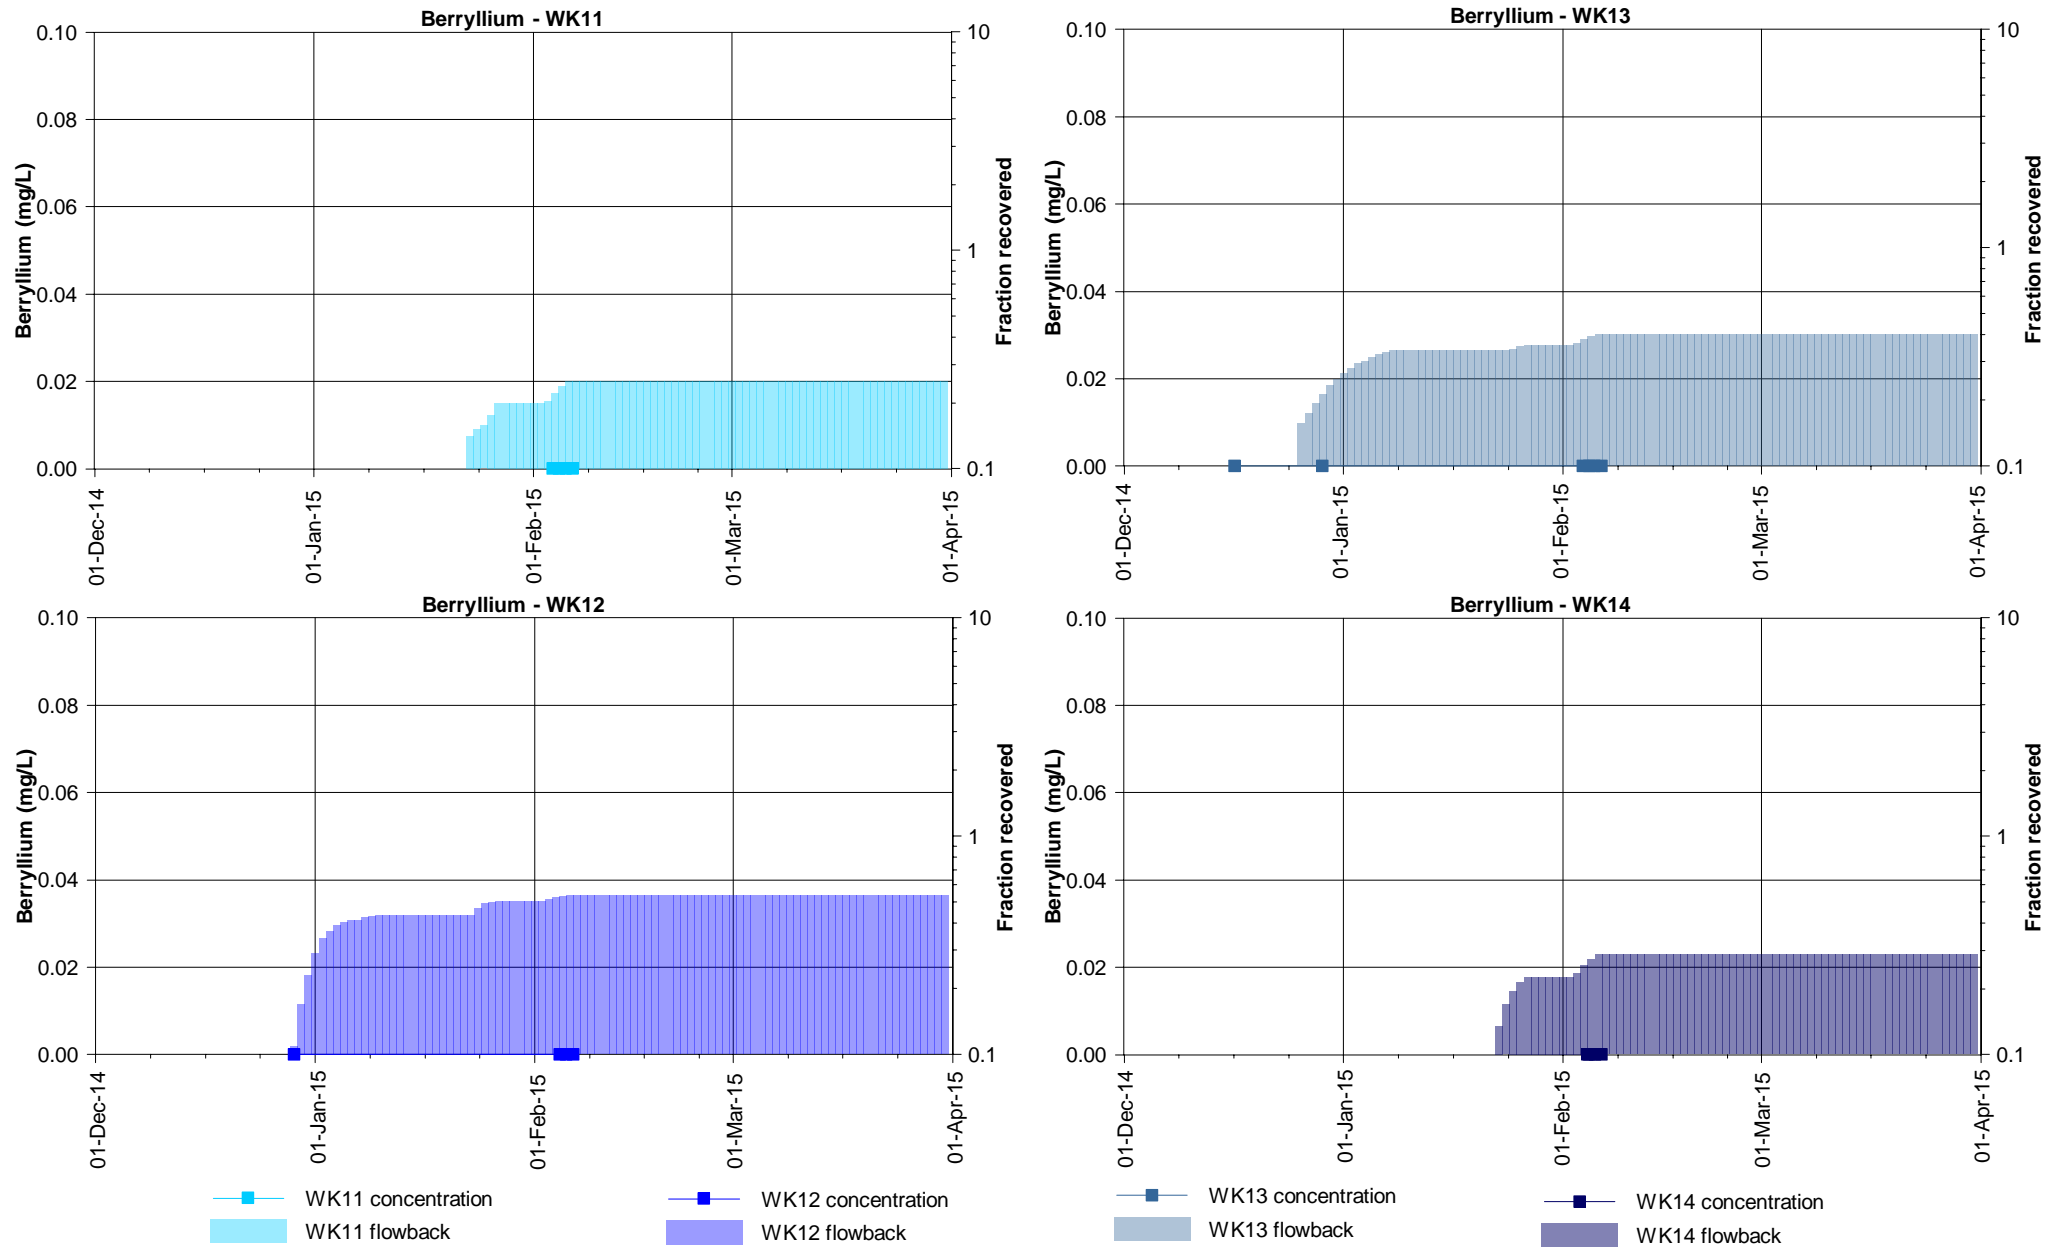 Berryllium - WK11
0.10
0.08
0.06
0.04
0.02
0.00
Berryllium (mg/L)
10
1
0.1
Fraction recovered
01-Dec-14
01-Jan-15
01-Feb-15
01-Mar-15
01-Apr-15
Berryllium - WK13
0.10
0.08
0.06
0.04
0.02
0.00
Berryllium (mg/L)
10
1
0.1
Fraction recovered
01-Dec-14
01-Jan-15
01-Feb-15
01-Mar-15
01-Apr-15
Berryllium - WK12
0.10
0.08
0.06
0.04
0.02
0.00
Berryllium (mg/L)
10
1
0.1
Fraction recovered
01-Dec-14
01-Jan-15
01-Feb-15
01-Mar-15
01-Apr-15
Berryllium - WK14
0.10
0.08
0.06
0.04
0.02
0.00
Berryllium (mg/L)
10
1
0.1
Fraction recovered
01-Dec-14
01-Jan-15
01-Feb-15
01-Mar-15
01-Apr-15
WK11 concentration
WK11 flowback
WK12 concentration
WK12 flowback
WK13 concentration
WK13 flowback
WK14 concentration
WK14 flowback